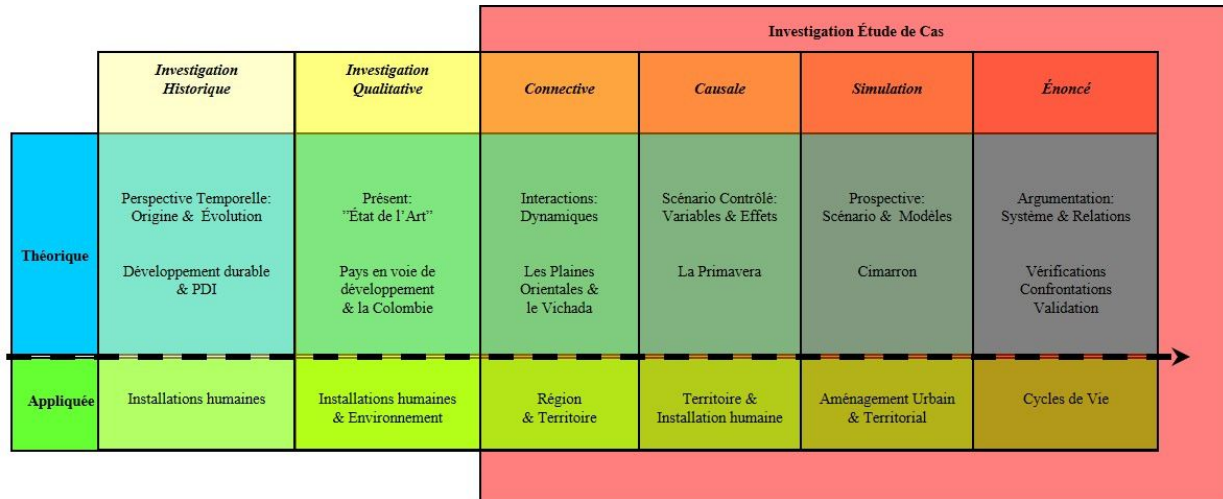 Investigation Étude de Cas
Investigation
Historique
Investigation
Qualitative
Connective
Causale
Simulation
Énoncé
Théorique
Perspective Temporelle:
Origine & Évolution
Développement durable
& PDI
Présent:
”État de l’Art”
Pays en voie de
développement
& la Colombie
Interactions:
Dynamiques
Les Plaines
Orientales &
le Vichada
Scénario Contrôlé:
Variables & Effets
La Primavera
Prospective:
Scénario & Modèles
Cimarron
Argumentation:
Système & Relations
Vérifications
Confrontations
Validation
Appliquée
Installations humaines
Installations humaines
& Environnement
Région
& Territoire
Territoire &
Installation humaine
Aménagement Urbain
& Territorial
Cycles de Vie